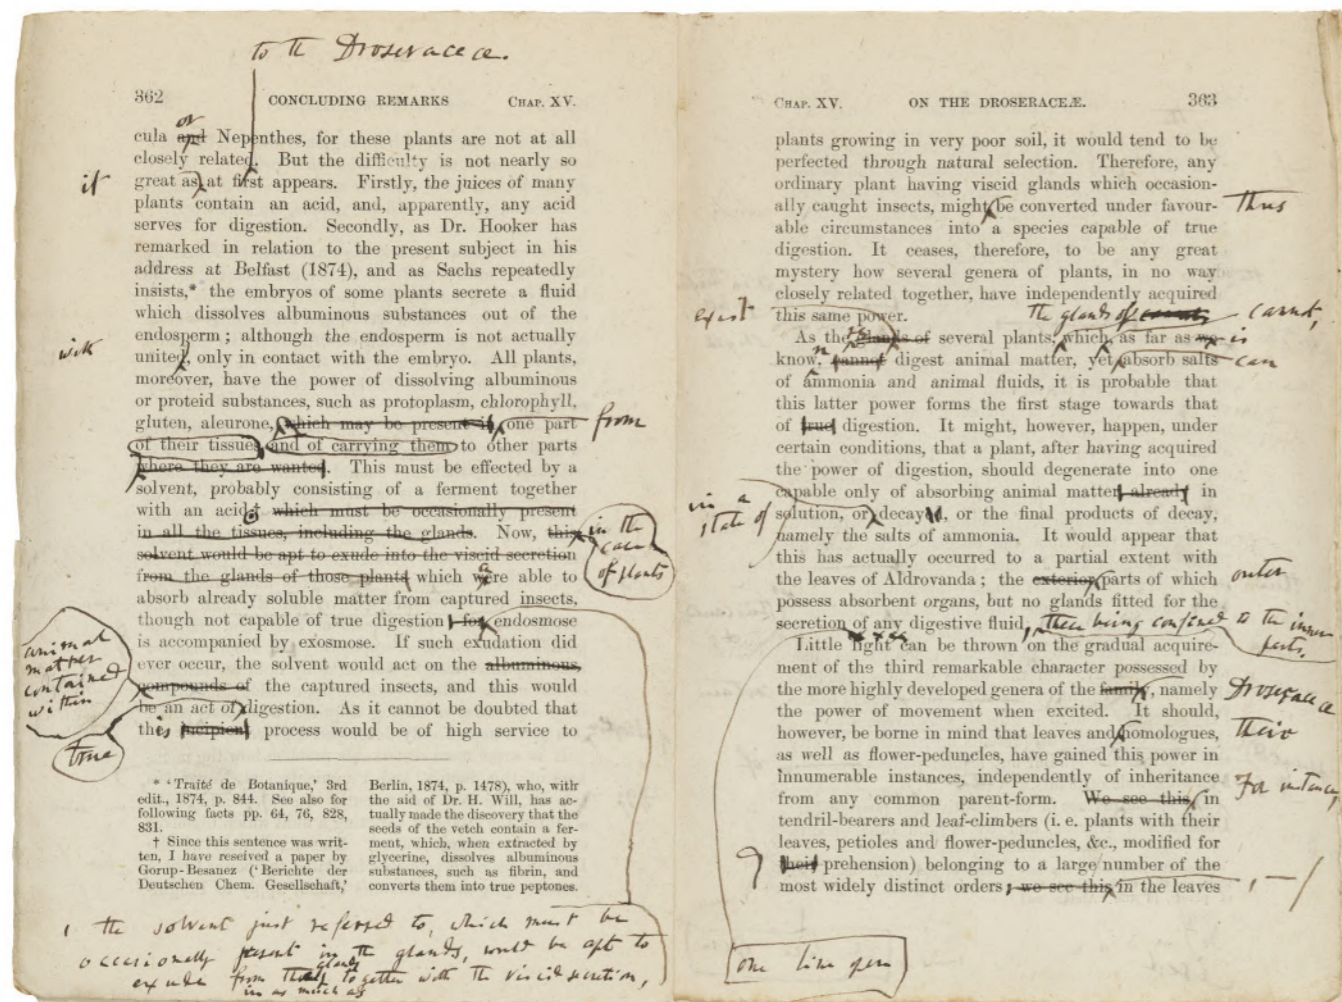 to the Droseraceae.
362 CONCLUDING REMARKS CHAP. XV.
or
cula and Nepenthes, for these plants are not at all
closely related. But the difficulty is not nearly so
it
great as at first appears. Firstly, the juices of many
plants contain an acid, and, apparently, any acid
serves for digestion. Secondly, as Dr. Hooker has
remarked in relation to the present subject in his
address at Belfast (1874), and as Sachs repeatedly
insists,* the embryos of some plants secrete a fluid
which dissolves albuminous substances out of the
endosperm; although the endosperm is not actually
with
united, only in contact with the embryo. All plants,
moreover, have the power of dissolving albuminous
or proteid substances, such as protoplasm, chlorophyll,
gluten, aleurone, which may be present in one part
from
of their tissues, and of carrying them to other parts
where they are wanted. This must be effected by a
solvent, probably consisting of a ferment together
with an acid, which must be occasionally present
in all the tissues, including the glands. Now, this
in the
case
of plants
solvent would be apt to exude into the viscid secretion
from the glands of those plants which were able to
absorb already soluble matter from captured insects,
though not capable of true digestion for endosmose
is accompanied by exosmose. If such exudation did
ever occur, the solvent would act on the albuminous
animal
matter
contained
within
compounds of the captured insects, and this would
be an act of digestion. As it cannot be doubted that
true
this incipient process would be of high service to
* 'Traité de Botanique,' 3rd
edit., 1874, p. 844. See also for
following facts pp. 64, 76, 828,
831.
† Since this sentence was writ-
ten, I have received a paper by
Gorup-Besanez ('Berichte der
Deutschen Chem. Gesellschaft,'
Berlin, 1874, p. 1478), who, with
the aid of Dr. H. Will, has ac-
tually made the discovery that the
seeds of the vetch contain a fer-
ment, which, when extracted by
glycerine, dissolves albuminous
substances, such as fibrin, and
converts them into true peptones.
the solvent just referred to, which must be
occasionally present in the glands, would be apt to
glands
exude from the together with the viscid secretion,
in as much as
CHAP. XV. ON THE DROSERACEÆ. 363
plants growing in very poor soil, it would tend to be
perfected through natural selection. Therefore, any
ordinary plant having viscid glands which occasion-
ally caught insects, might be converted under favour-
thus
able circumstances into a species capable of true
digestion. It ceases, therefore, to be any great
mystery how several genera of plants, in no way
closely related together, have independently acquired
this same power.
exist
the glands of cannot,
As the glands of several plants, which, as far as we
is
know, cannot digest animal matter, yet absorb salts
can
of ammonia and animal fluids, it is probable that
this latter power forms the first stage towards that
of true digestion. It might, however, happen, under
certain conditions, that a plant, after having acquired
the power of digestion, should degenerate into one
capable only of absorbing animal matter already in
in a
state of
solution, or decayed, or the final products of decay,
namely the salts of ammonia. It would appear that
this has actually occurred to a partial extent with
the leaves of Aldrovanda; the exterior parts of which
outer
possess absorbent organs, but no glands fitted for the
secretion of any digestive fluid, these being confined to the inner
parts.
Little light can be thrown on the gradual acquire-
ment of the third remarkable character possessed by
the more highly developed genera of the family, namely
Droseraceae
the power of movement when excited. It should,
however, be borne in mind that leaves and homologues,
their
as well as flower-peduncles, have gained this power in
innumerable instances, independently of inheritance
from any common parent-form. We see this in
For instance,
tendril-bearers and leaf-climbers (i. e. plants with their
leaves, petioles and flower-peduncles, &c., modified for
their prehension) belonging to a large number of the
most widely distinct orders, we see this in the leaves
one line open